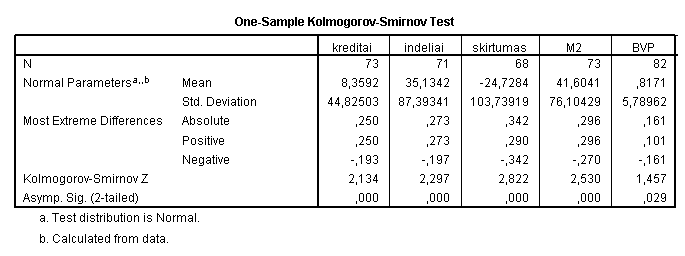 One-Sample Kolmogorov-Smirnov Test
kreditai indeliai skirtumas M2 BVP
N 73 71 68 73 82
Normal Parametersa,,b Mean 8,3592 35,1342 -24,7284 41,6041 ,8171
Std. Deviation 44,82503 87,39341 103,73919 76,10429 5,78962
Most Extreme Differences Absolute ,250 ,273 ,342 ,296 ,161
Positive ,250 ,273 ,290 ,296 ,101
Negative -,193 -,197 -,342 -,270 -,161
Kolmogorov-Smirnov Z 2,134 2,297 2,822 2,530 1,457
Asymp. Sig. (2-tailed) ,000 ,000 ,000 ,000 ,029
a. Test distribution is Normal.
b. Calculated from data.